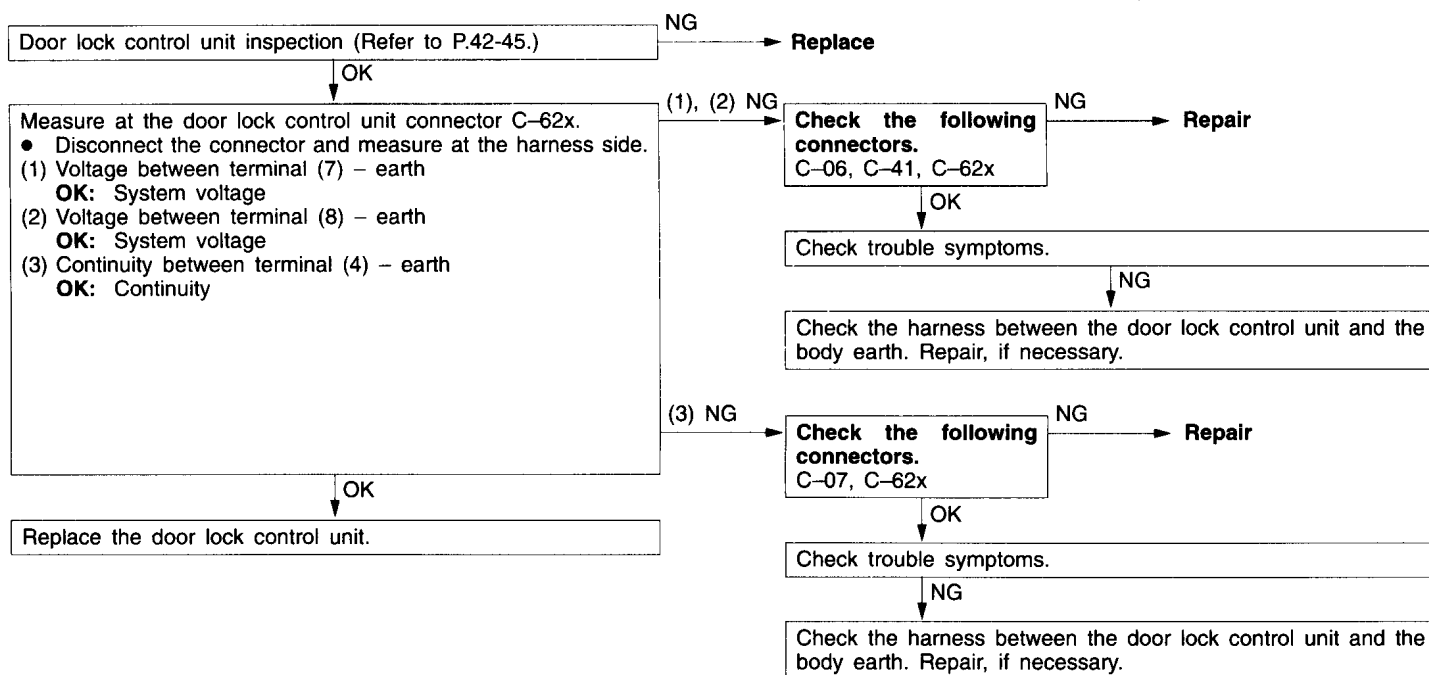 Door lock control unit inspection (Refer to P.42-45.)
NG
Replace
OK
Measure at the door lock control unit connector C–62x.
● Disconnect the connector and measure at the harness side.
(1) Voltage between terminal (7) – earth
OK: System voltage
(2) Voltage between terminal (8) – earth
OK: System voltage
(3) Continuity between terminal (4) – earth
OK: Continuity
(1), (2) NG
Check the following
connectors.
C–06, C–41, C–62x
NG
Repair
OK
Check trouble symptoms.
NG
Check the harness between the door lock control unit and the
body earth. Repair, if necessary.
(3) NG
Check the following
connectors.
C–07, C–62x
NG
Repair
OK
Check trouble symptoms.
NG
Check the harness between the door lock control unit and the
body earth. Repair, if necessary.
OK
Replace the door lock control unit.